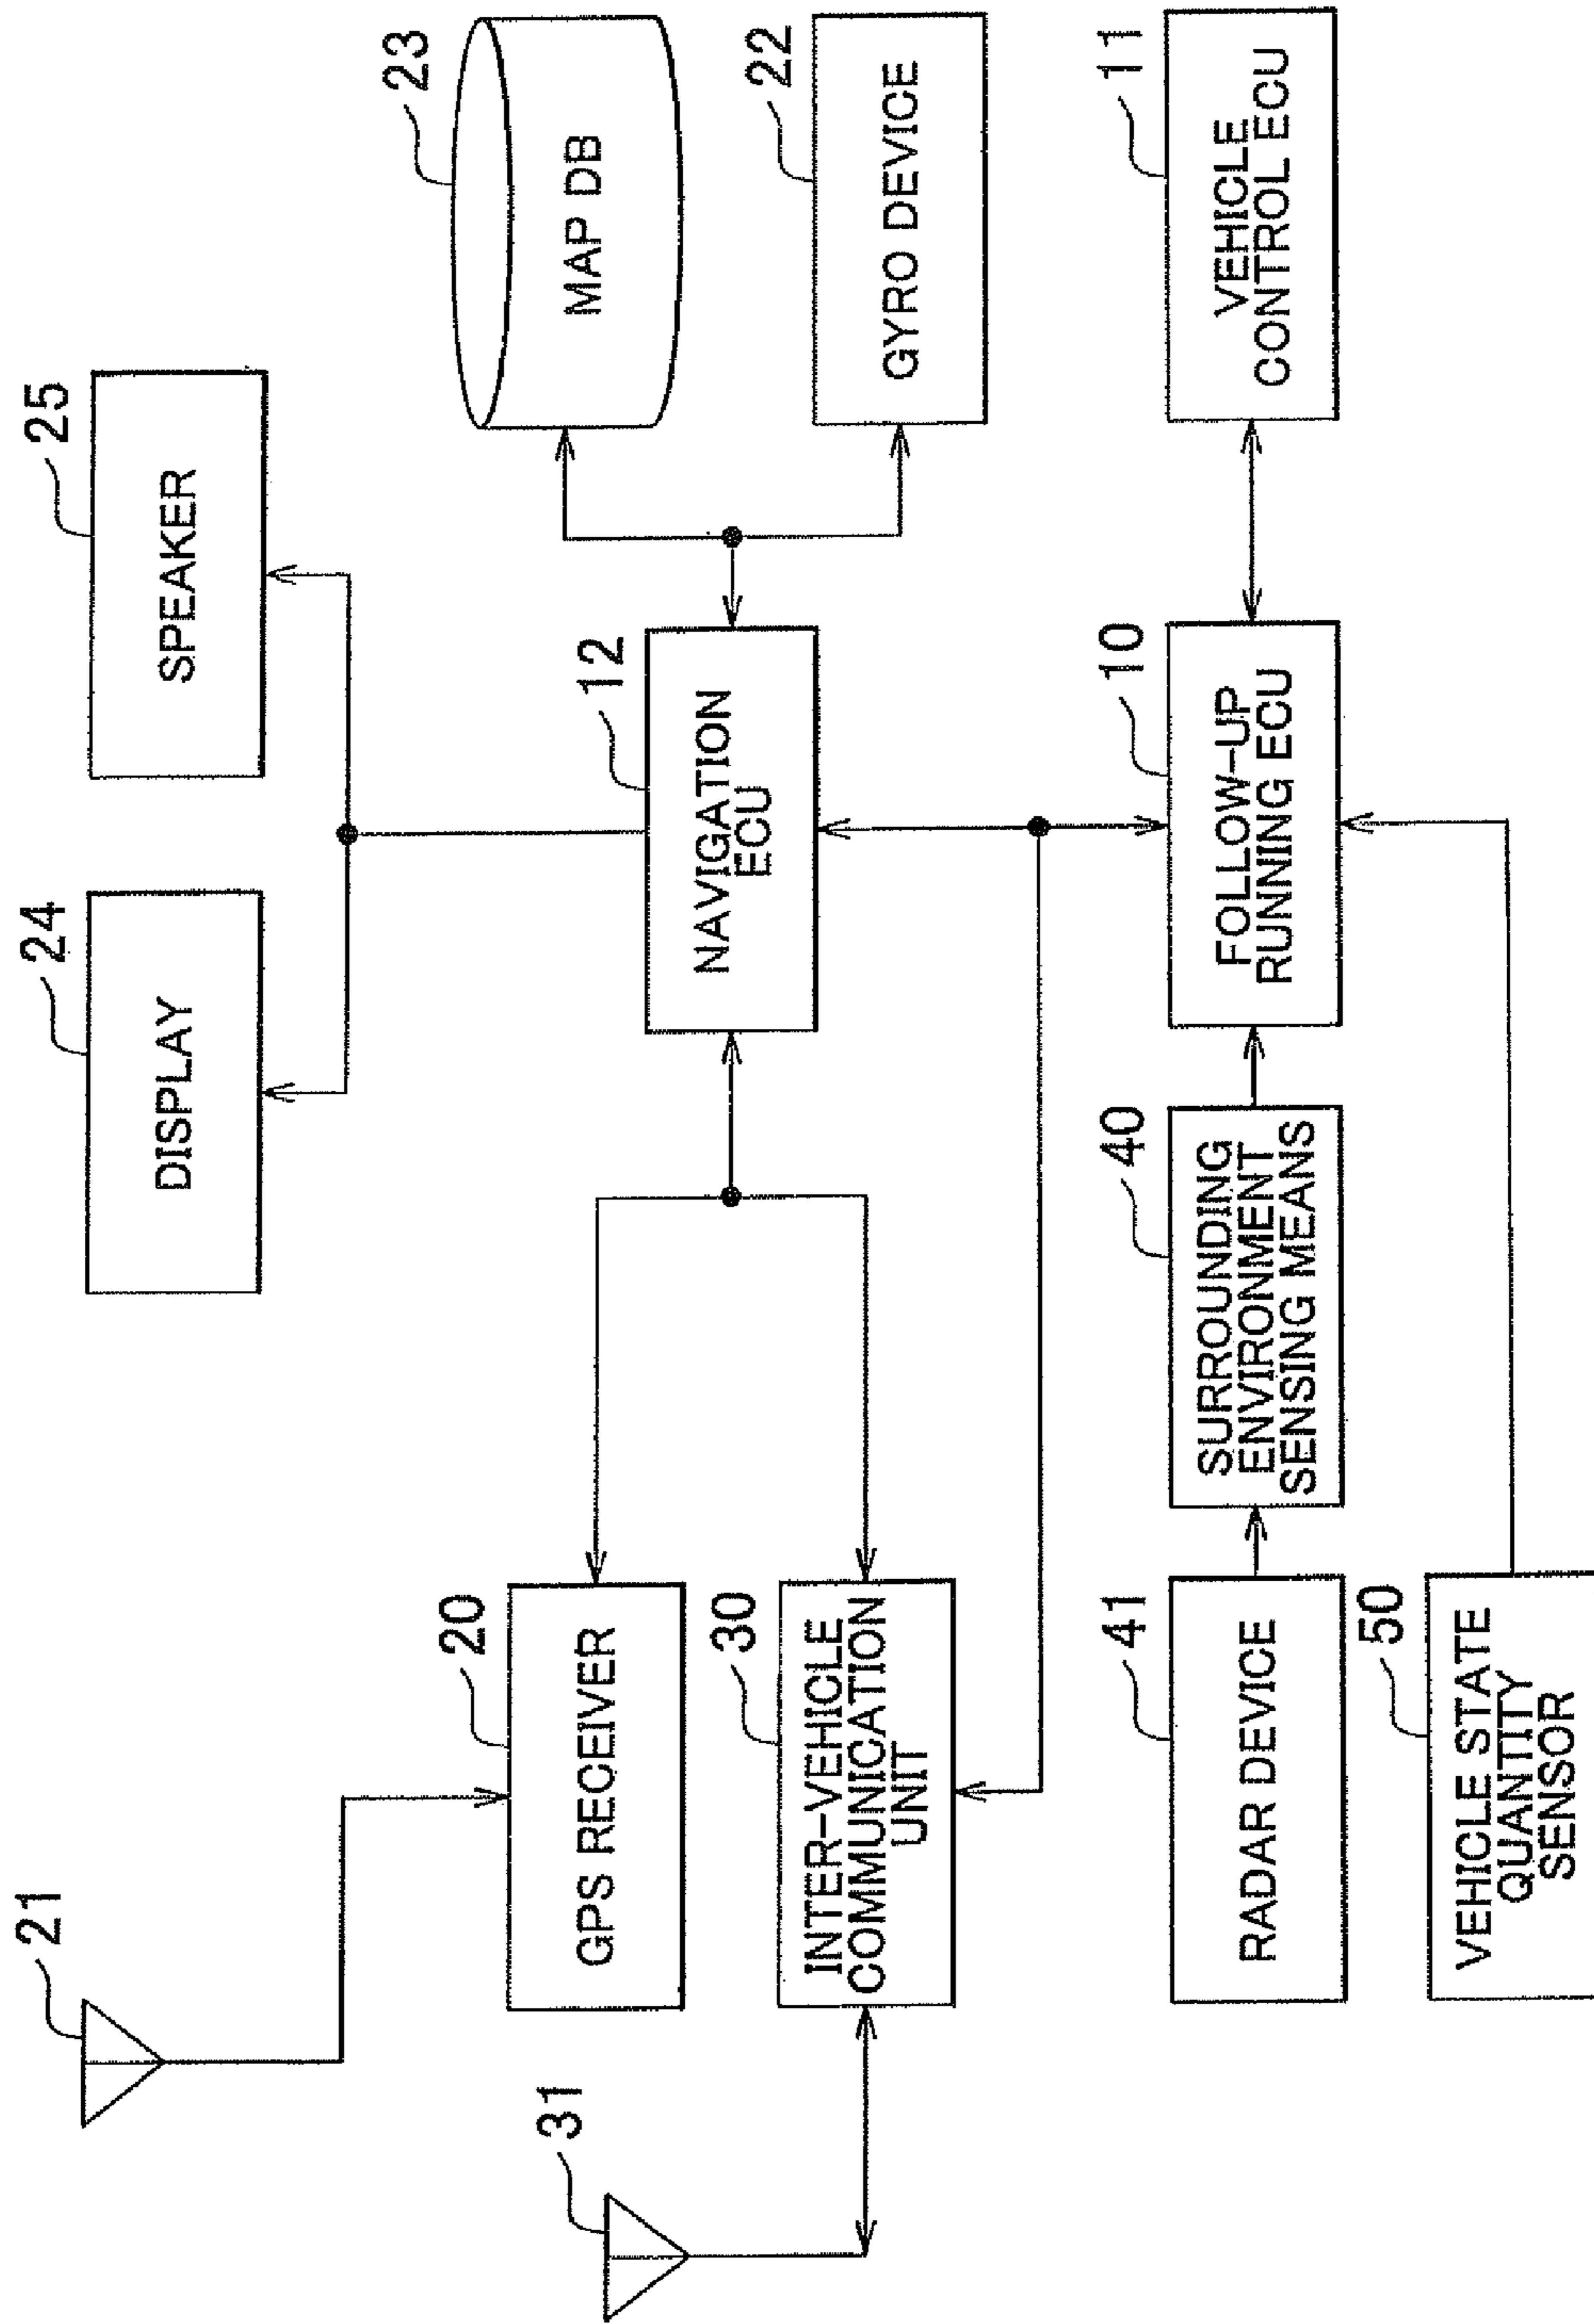 21
24
DISPLAY
25
SPEAKER
31
20
GPS RECEIVER
12
NAVIGATION
ECU
23
MAP DB
30
INTER-VEHICLE
COMMUNICATION
UNIT
22
GYRO DEVICE
41
RADAR DEVICE
40
SURROUNDING
ENVIRONMENT
SENSING MEANS
10
FOLLOW-UP
RUNNING ECU
11
VEHICLE
CONTROL ECU
50
VEHICLE STATE
QUANTITY
SENSOR